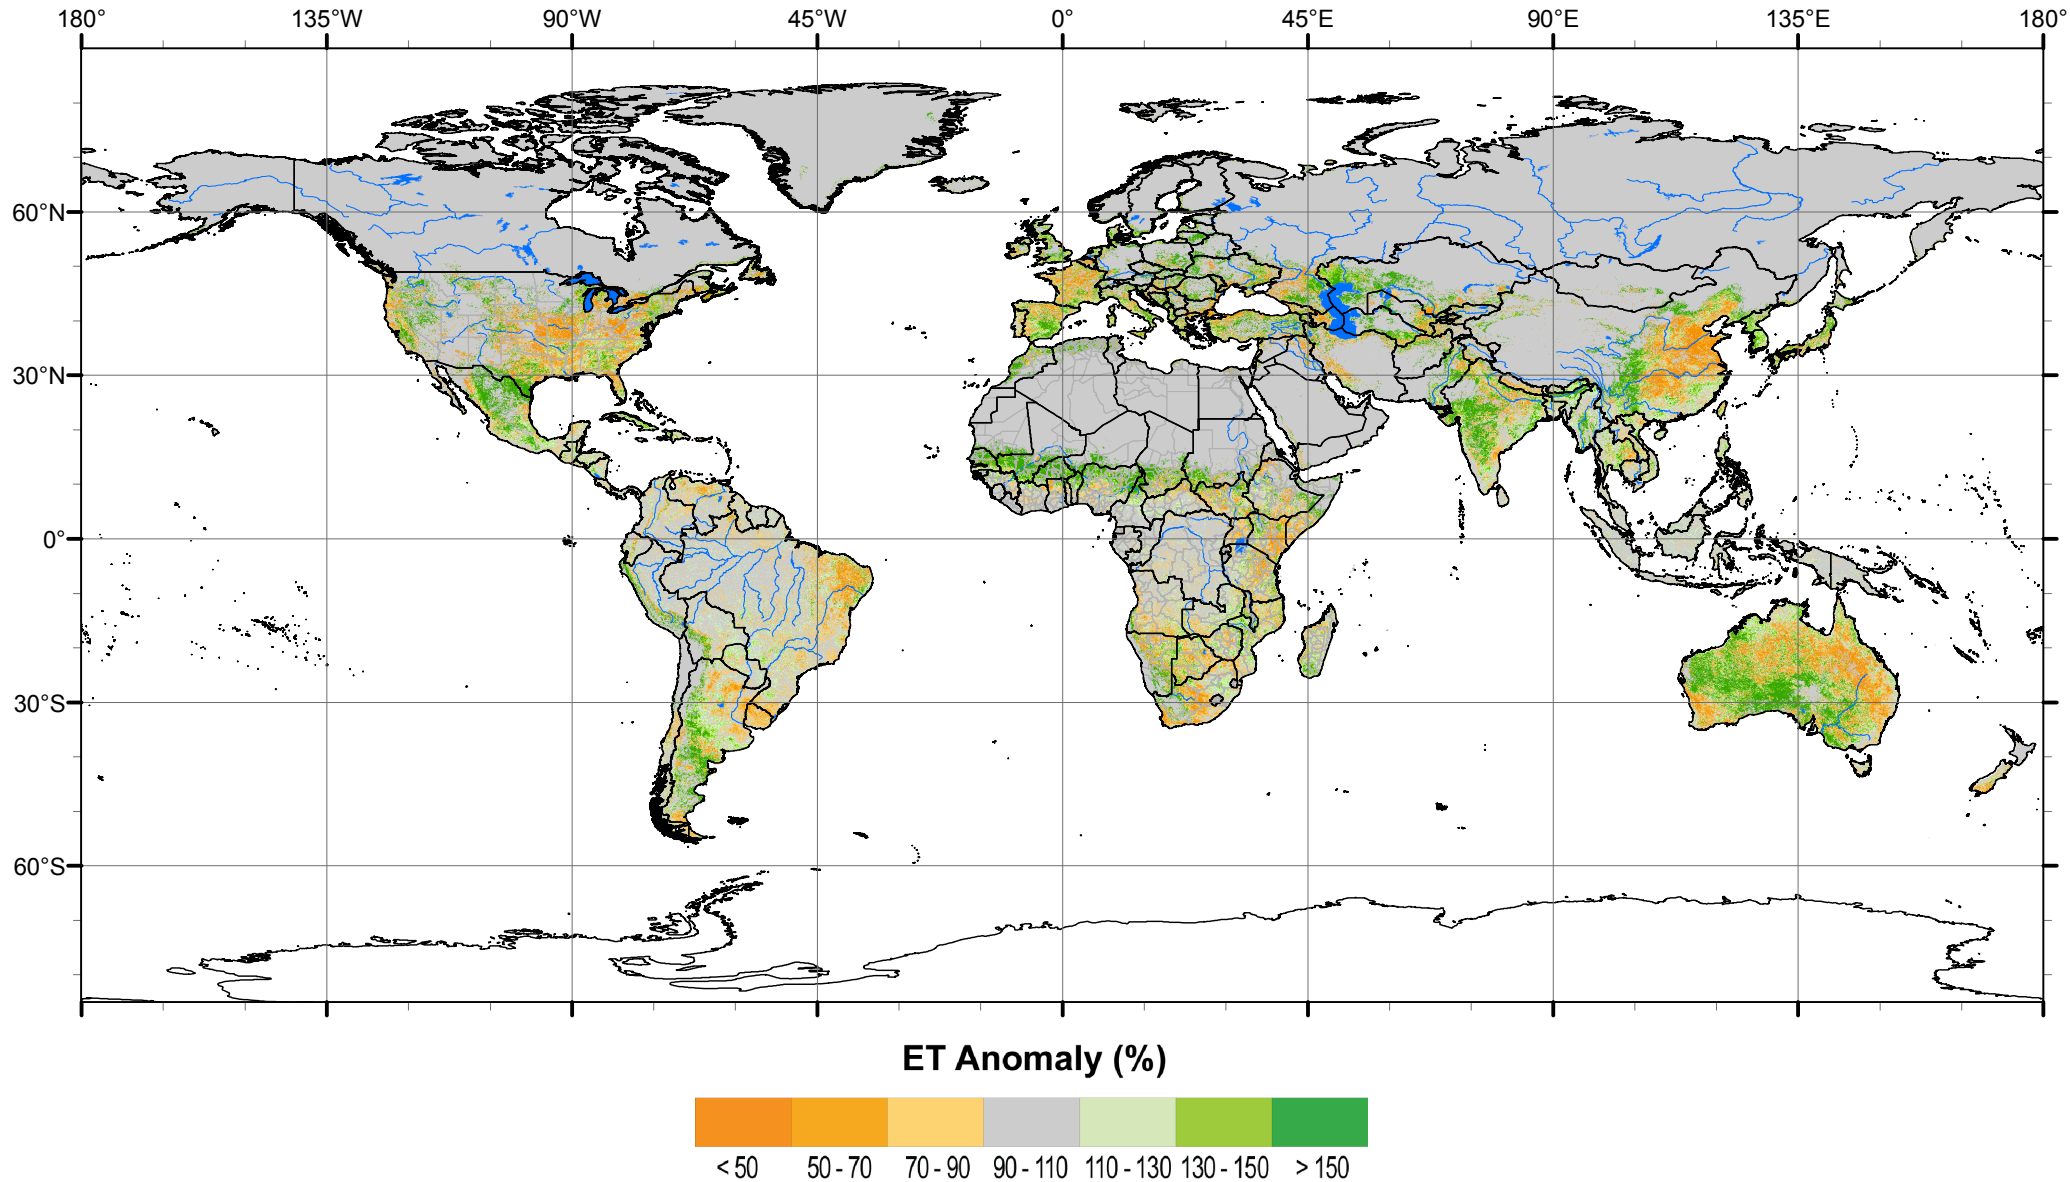 180° 135°W 90°W 45°W 0° 45°E 90°E 135°E 180°
60°N
30°N
0°
30°S
60°S
ET Anomaly (%)
< 50 50 - 70 70 - 90 90 - 110 110 - 130 130 - 150 > 150